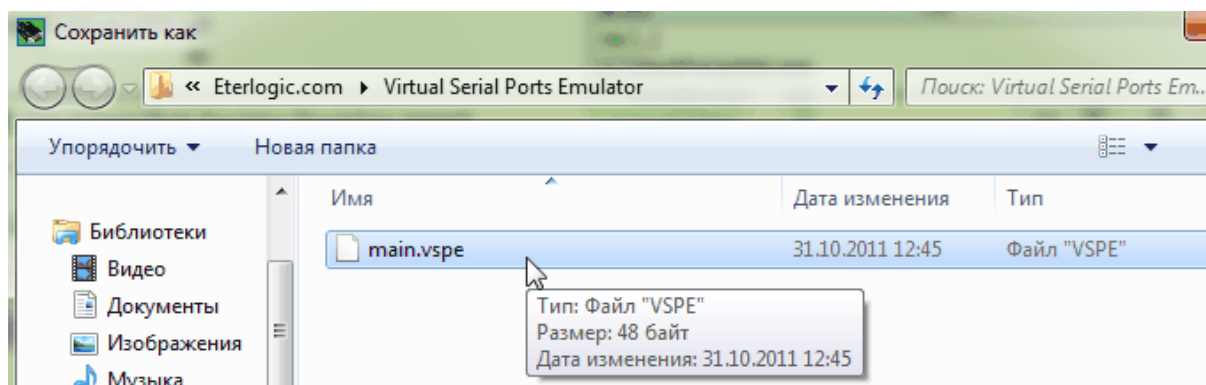 Сохранить как
« Eterlogic.com ▸ Virtual Serial Ports Emulator
Поиск: Virtual Serial Ports Em...
Упорядочить ▾ Новая папка
Имя Дата изменения Тип
Библиотеки
main.vspe 31.10.2011 12:45 Файл "VSPE"
Видео
Документы
Изображения
Музыка
Тип: Файл "VSPE"
Размер: 48 байт
Дата изменения: 31.10.2011 12:45